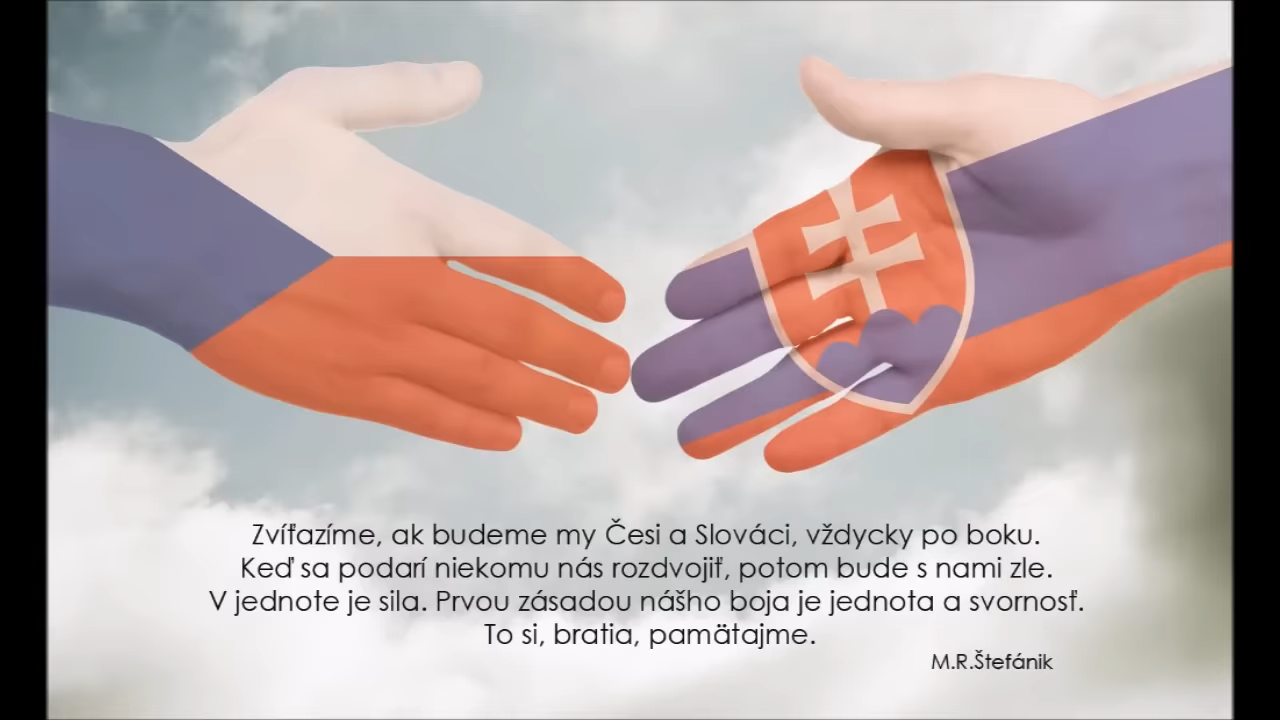 Zvíťazíme, ak budeme my Česi a Slováci, vždycky po boku.
Keď sa podarí niekomu nás rozdvojiť, potom bude s nami zle.
V jednote je sila. Prvou zásadou nášho boja je jednota a svornosť.
To si, bratia, pamätajme.
M.R.Štefánik